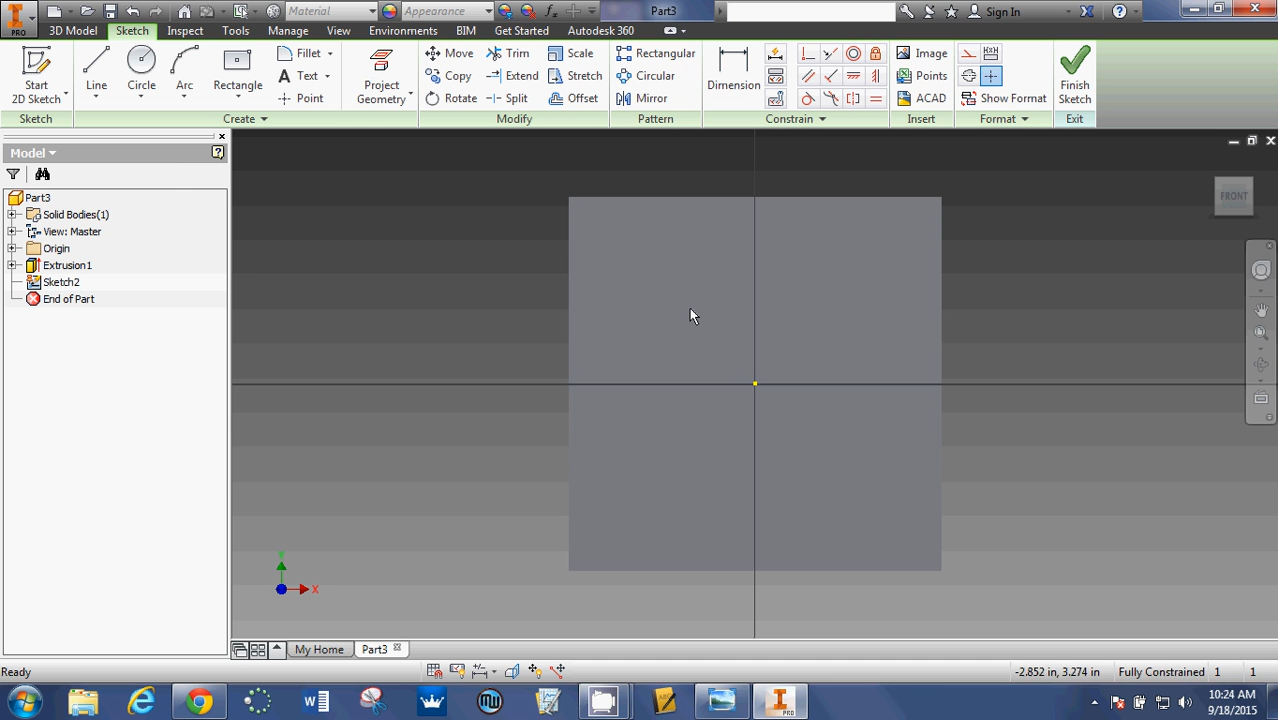 Material Appearance Part3 Sign In
PRO 3D Model Sketch Inspect Tools Manage View Environments BIM Get Started Autodesk 360
Start 2D Sketch Line Circle Arc Rectangle Fillet Text Point Project Geometry Move Copy Rotate Trim Extend Split Scale Stretch Offset Rectangular Circular Mirror Dimension Image Points ACAD Show Format Finish Sketch
Sketch Create Modify Pattern Constrain Insert Format Exit
Model
Part3
Solid Bodies(1)
View: Master
Origin
Extrusion1
Sketch2
End of Part
FRONT
Y
X
My Home Part3
Ready -2.852 in, 3.274 in Fully Constrained 1 1
10:24 AM
9/18/2015